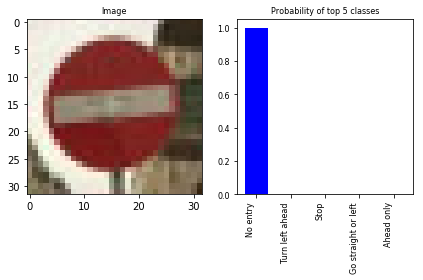 Image
Probability of top 5 classes
0
5
10
15
20
25
30
0
10
20
30
1.0
0.8
0.6
0.4
0.2
0.0
No entry
Turn left ahead
Stop
Go straight or left
Ahead only